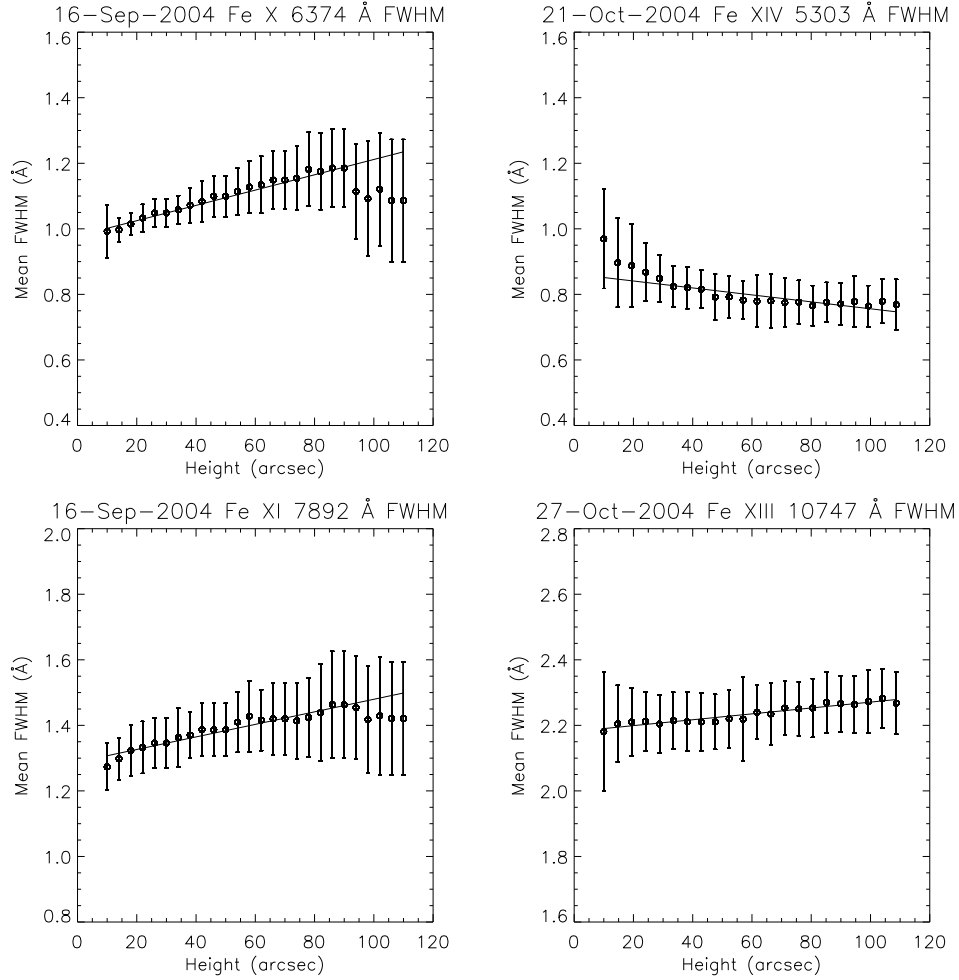 16-Sep-2004 Fe X 6374 Å FWHM
1.6
1.4
1.2
1.0
0.8
0.6
0.4
Mean FWHM (Å)
0 20 40 60 80 100 120
Height (arcsec)
21-Oct-2004 Fe XIV 5303 Å FWHM
1.6
1.4
1.2
1.0
0.8
0.6
0.4
Mean FWHM (Å)
0 20 40 60 80 100 120
Height (arcsec)
16-Sep-2004 Fe XI 7892 Å FWHM
2.0
1.8
1.6
1.4
1.2
1.0
0.8
Mean FWHM (Å)
0 20 40 60 80 100 120
Height (arcsec)
27-Oct-2004 Fe XIII 10747 Å FWHM
2.8
2.6
2.4
2.2
2.0
1.8
1.6
Mean FWHM (Å)
0 20 40 60 80 100 120
Height (arcsec)